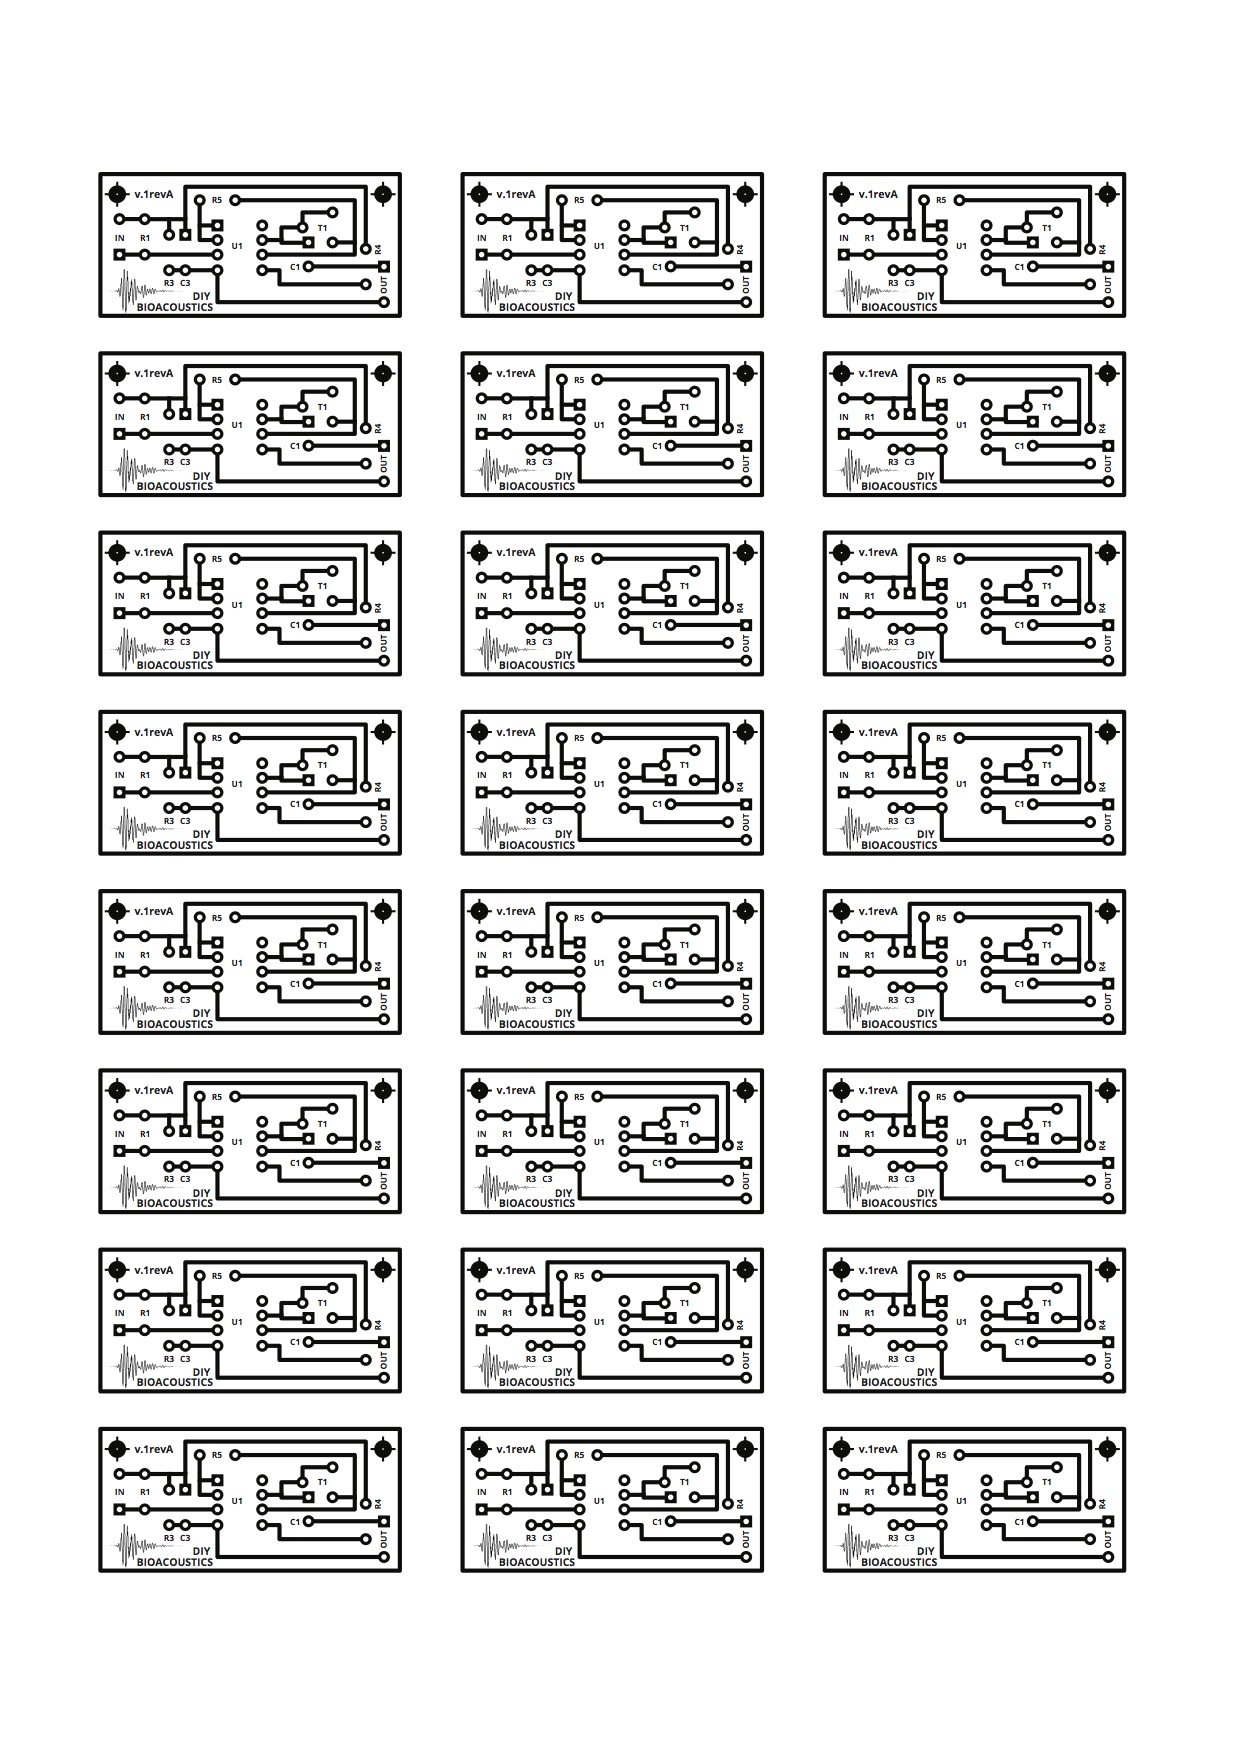 v.1revA R5 v.1revA R5 v.1revA R5
T1 T1 T1
IN R1 U1 R4 IN R1 U1 R4 IN R1 U1 R4
C1 C1 C1
R3 C3 OUT R3 C3 OUT R3 C3 OUT
DIY DIY DIY
BIOACOUSTICS BIOACOUSTICS BIOACOUSTICS
v.1revA R5 v.1revA R5 v.1revA R5
T1 T1 T1
IN R1 U1 R4 IN R1 U1 R4 IN R1 U1 R4
C1 C1 C1
R3 C3 OUT R3 C3 OUT R3 C3 OUT
DIY DIY DIY
BIOACOUSTICS BIOACOUSTICS BIOACOUSTICS
v.1revA R5 v.1revA R5 v.1revA R5
T1 T1 T1
IN R1 U1 R4 IN R1 U1 R4 IN R1 U1 R4
C1 C1 C1
R3 C3 OUT R3 C3 OUT R3 C3 OUT
DIY DIY DIY
BIOACOUSTICS BIOACOUSTICS BIOACOUSTICS
v.1revA R5 v.1revA R5 v.1revA R5
T1 T1 T1
IN R1 U1 R4 IN R1 U1 R4 IN R1 U1 R4
C1 C1 C1
R3 C3 OUT R3 C3 OUT R3 C3 OUT
DIY DIY DIY
BIOACOUSTICS BIOACOUSTICS BIOACOUSTICS
v.1revA R5 v.1revA R5 v.1revA R5
T1 T1 T1
IN R1 U1 R4 IN R1 U1 R4 IN R1 U1 R4
C1 C1 C1
R3 C3 OUT R3 C3 OUT R3 C3 OUT
DIY DIY DIY
BIOACOUSTICS BIOACOUSTICS BIOACOUSTICS
v.1revA R5 v.1revA R5 v.1revA R5
T1 T1 T1
IN R1 U1 R4 IN R1 U1 R4 IN R1 U1 R4
C1 C1 C1
R3 C3 OUT R3 C3 OUT R3 C3 OUT
DIY DIY DIY
BIOACOUSTICS BIOACOUSTICS BIOACOUSTICS
v.1revA R5 v.1revA R5 v.1revA R5
T1 T1 T1
IN R1 U1 R4 IN R1 U1 R4 IN R1 U1 R4
C1 C1 C1
R3 C3 OUT R3 C3 OUT R3 C3 OUT
DIY DIY DIY
BIOACOUSTICS BIOACOUSTICS BIOACOUSTICS
v.1revA R5 v.1revA R5 v.1revA R5
T1 T1 T1
IN R1 U1 R4 IN R1 U1 R4 IN R1 U1 R4
C1 C1 C1
R3 C3 OUT R3 C3 OUT R3 C3 OUT
DIY DIY DIY
BIOACOUSTICS BIOACOUSTICS BIOACOUSTICS